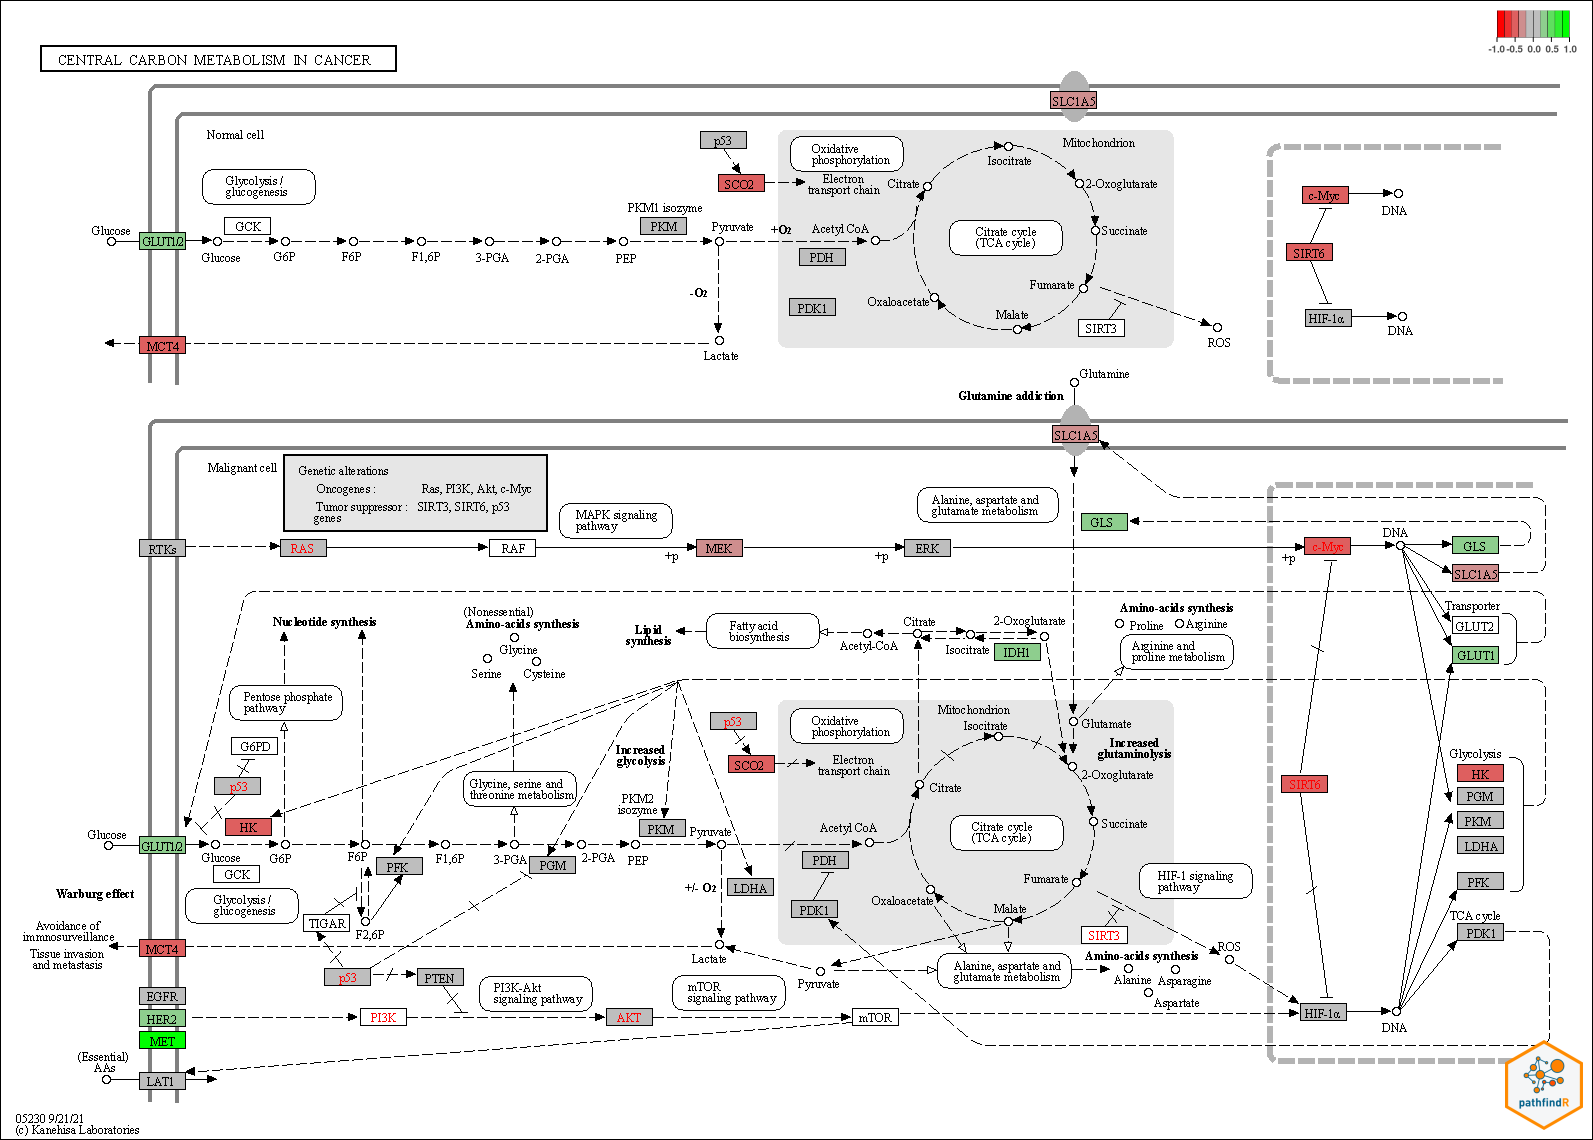 -1.0 -0.5 0.0 0.5 1.0
CENTRAL CARBON METABOLISM IN CANCER
SLC1A5
Normal cell
p53
Oxidative
phosphorylation
Mitochondrion
Isocitrate
Glycolysis /
glucogenesis
SCO2
Electron
transport chain
Citrate
2-Oxoglutarate
c-Myc
DNA
PKM1 isozyme
GCK
PKM
Pyruvate
+O2
Acetyl CoA
Citrate cycle
(TCA cycle)
Succinate
Glucose
GLUT1/2
Glucose
G6P
F6P
F1,6P
3-PGA
2-PGA
PEP
PDH
SIRT6
Fumarate
-O2
PDK1
Oxaloacetate
Malate
SIRT3
HIF-1α
DNA
MCT4
Lactate
ROS
Glutamine
Glutamine addiction
SLC1A5
Malignant cell
Genetic alterations
Oncogenes : Ras, PI3K, Akt, c-Myc
Tumor suppressor : SIRT3, SIRT6, p53
genes
MAPK signaling
pathway
Alanine, aspartate and
glutamate metabolism
GLS
RTKs
RAS
RAF
+p
MEK
+p
ERK
+p
c-Myc
DNA
GLS
SLC1A5
Transporter
GLUT2
GLUT1
Nucleotide synthesis
(Nonessential)
Amino-acids synthesis
Glycine
Serine
Cysteine
Lipid
synthesis
Fatty acid
biosynthesis
Citrate
Acetyl-CoA
Isocitrate
2-Oxoglutarate
IDH1
Amino-acids synthesis
Proline
Arginine
Arginine and
proline metabolism
Pentose phosphate
pathway
G6PD
p53
p53
SCO2
Oxidative
phosphorylation
Electron
transport chain
Mitochondrion
Isocitrate
Glutamate
Increased
glutaminolysis
2-Oxoglutarate
Increased
glycolysis
Glycine, serine and
threonine metabolism
PKM2
isozyme
PKM
Citrate
Glycolysis
HK
PGM
PKM
LDHA
PFK
SIRT6
HK
Glucose
GLUT1/2
Glucose
G6P
F6P
F1,6P
3-PGA
2-PGA
PEP
Pyruvate
Acetyl CoA
Citrate cycle
(TCA cycle)
Succinate
GCK
PFK
PGM
LDHA
PDH
Fumarate
HIF-1 signaling
pathway
Warburg effect
Glycolysis /
glucogenesis
+/- O2
PDK1
Oxaloacetate
Malate
SIRT3
TCA cycle
PDK1
TIGAR
F2,6P
Avoidance of
immnosurveillance
Tissue invasion
and metastasis
MCT4
Lactate
Pyruvate
ROS
p53
PTEN
PI3K-Akt
signaling pathway
mTOR
signaling pathway
Alanine, aspartate and
glutamate metabolism
Amino-acids synthesis
Alanine
Asparagine
Aspartate
EGFR
HER2
PI3K
AKT
mTOR
HIF-1α
DNA
MET
(Essential)
AAs
LAT1
pathfindR
05230 9/21/21
(c) Kanehisa Laboratories